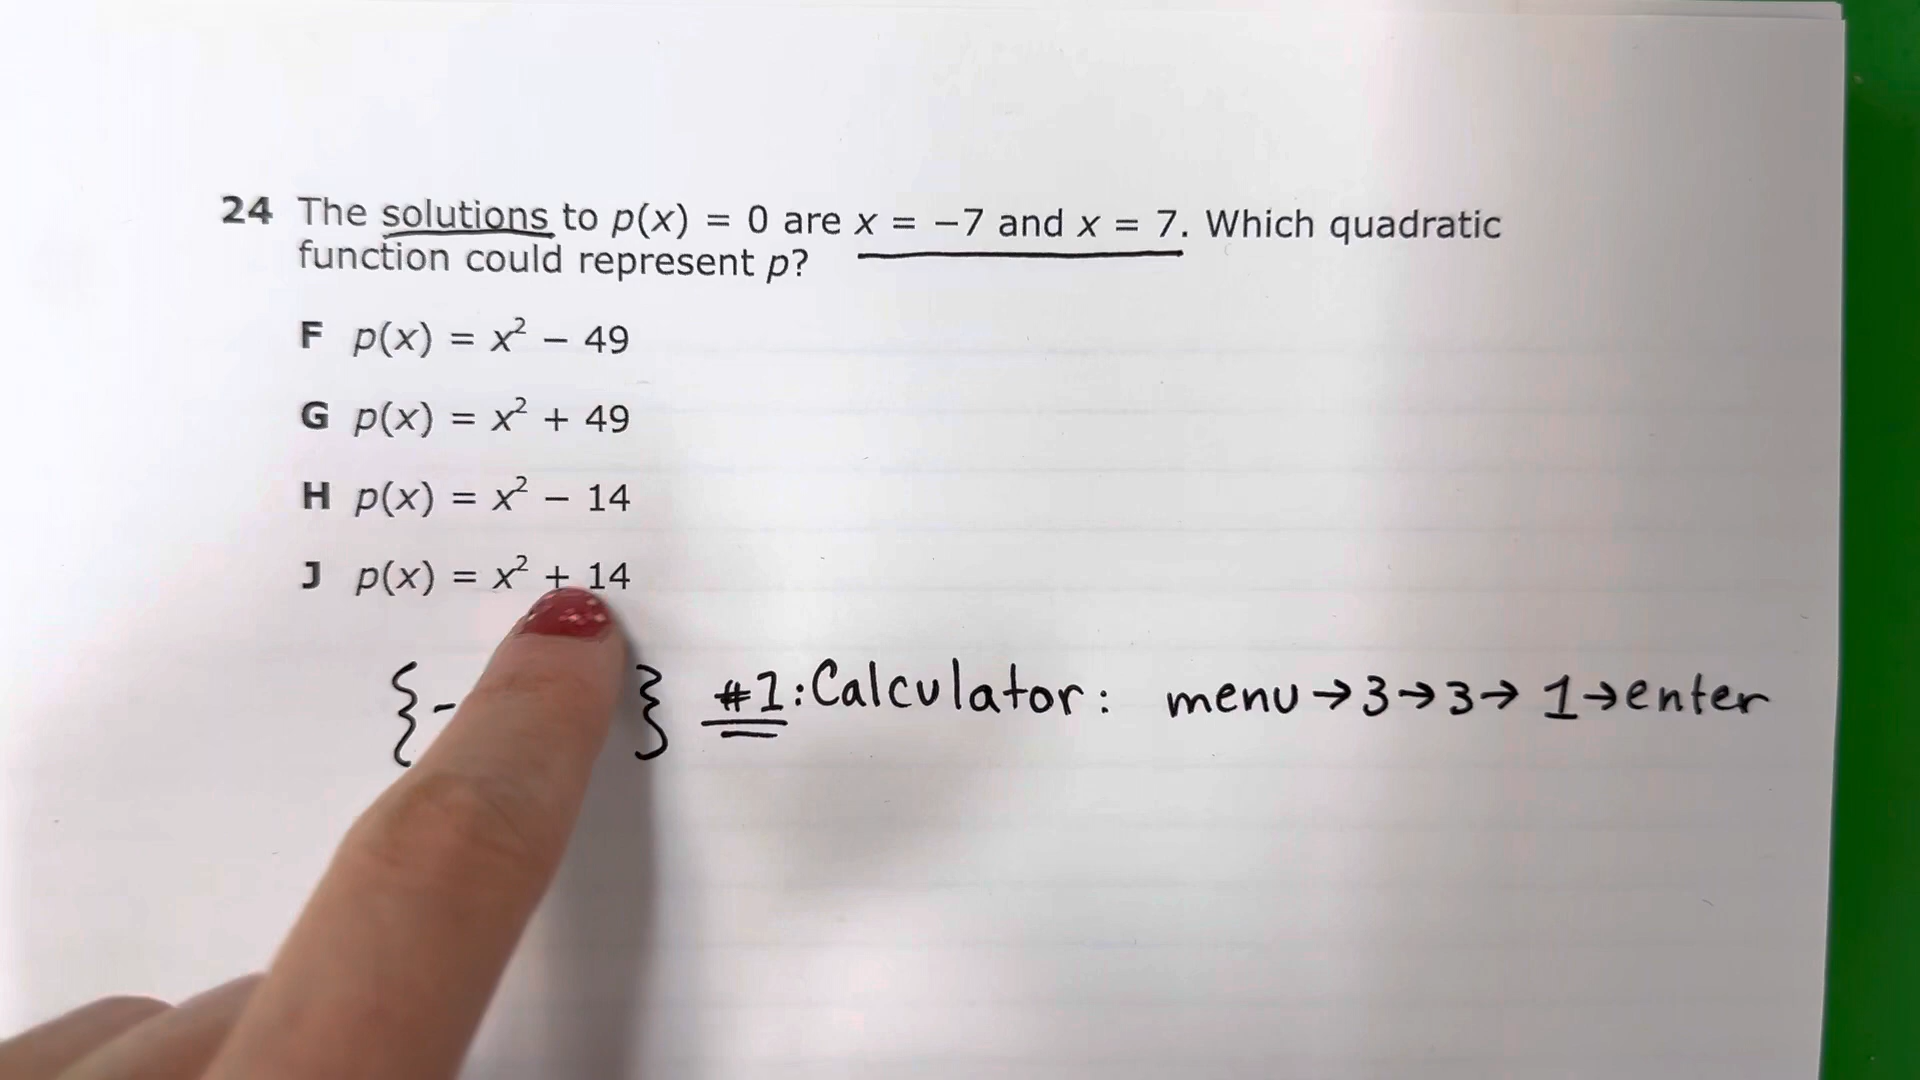 24 The solutions to p(x) = 0 are x = −7 and x = 7. Which quadratic
function could represent p?
F p(x) = x² − 49
G p(x) = x² + 49
H p(x) = x² − 14
J p(x) = x² + 14
{- } #1: Calculator: menu → 3 → 3 → 1 → enter